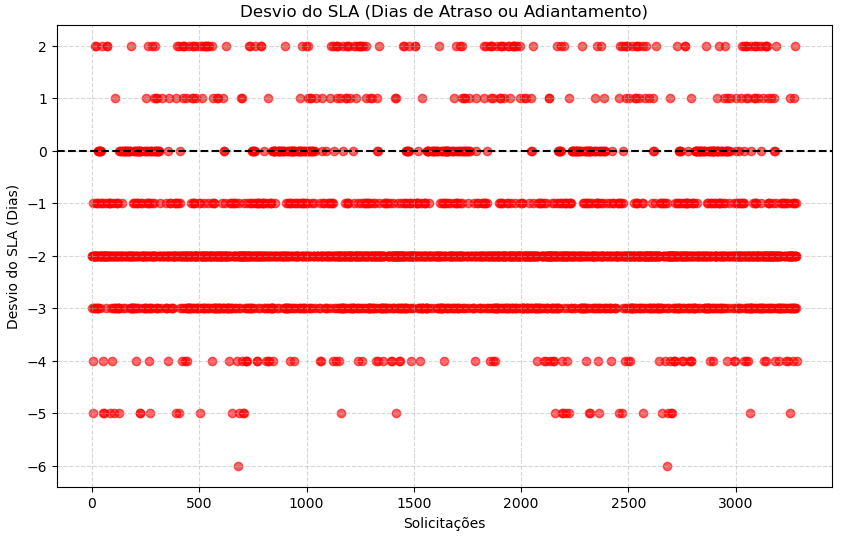 Desvio do SLA (Dias de Atraso ou Adiantamento)
Desvio do SLA (Dias)
2
1
0
−1
−2
−3
−4
−5
−6
0 500 1000 1500 2000 2500 3000
Solicitações